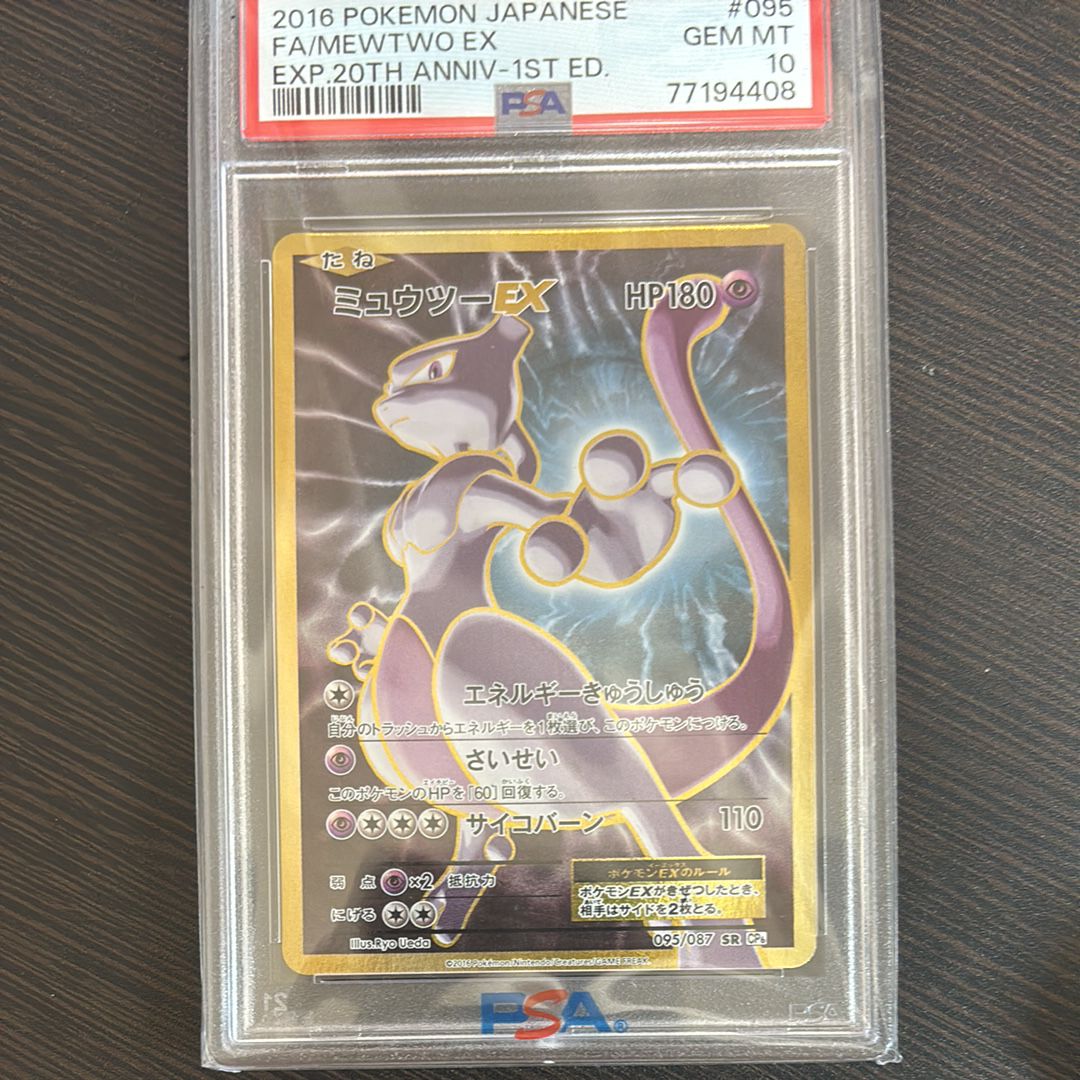 2016 POKEMON JAPANESE #095
FA/MEWTWO EX GEM MT
EXP.20TH ANNIV-1ST ED. 10
PSA 77194408
たね
ミュウツーEX HP180
エネルギーきゅうしゅう
自分のトラッシュからエネルギーを1枚選び、このポケモンにつける。
さいせい
このポケモンのHPを「60」回復する。
サイコバーン 110
弱点 ×2 抵抗力
ポケモンEXのルール
ポケモンEXがきぜつしたとき、
相手はサイドを2枚とる。
にげる
Illus.Ryo Ueda 095/087 SR CP6
©2016 Pokémon/Nintendo/Creatures/GAME FREAK.
PSA®